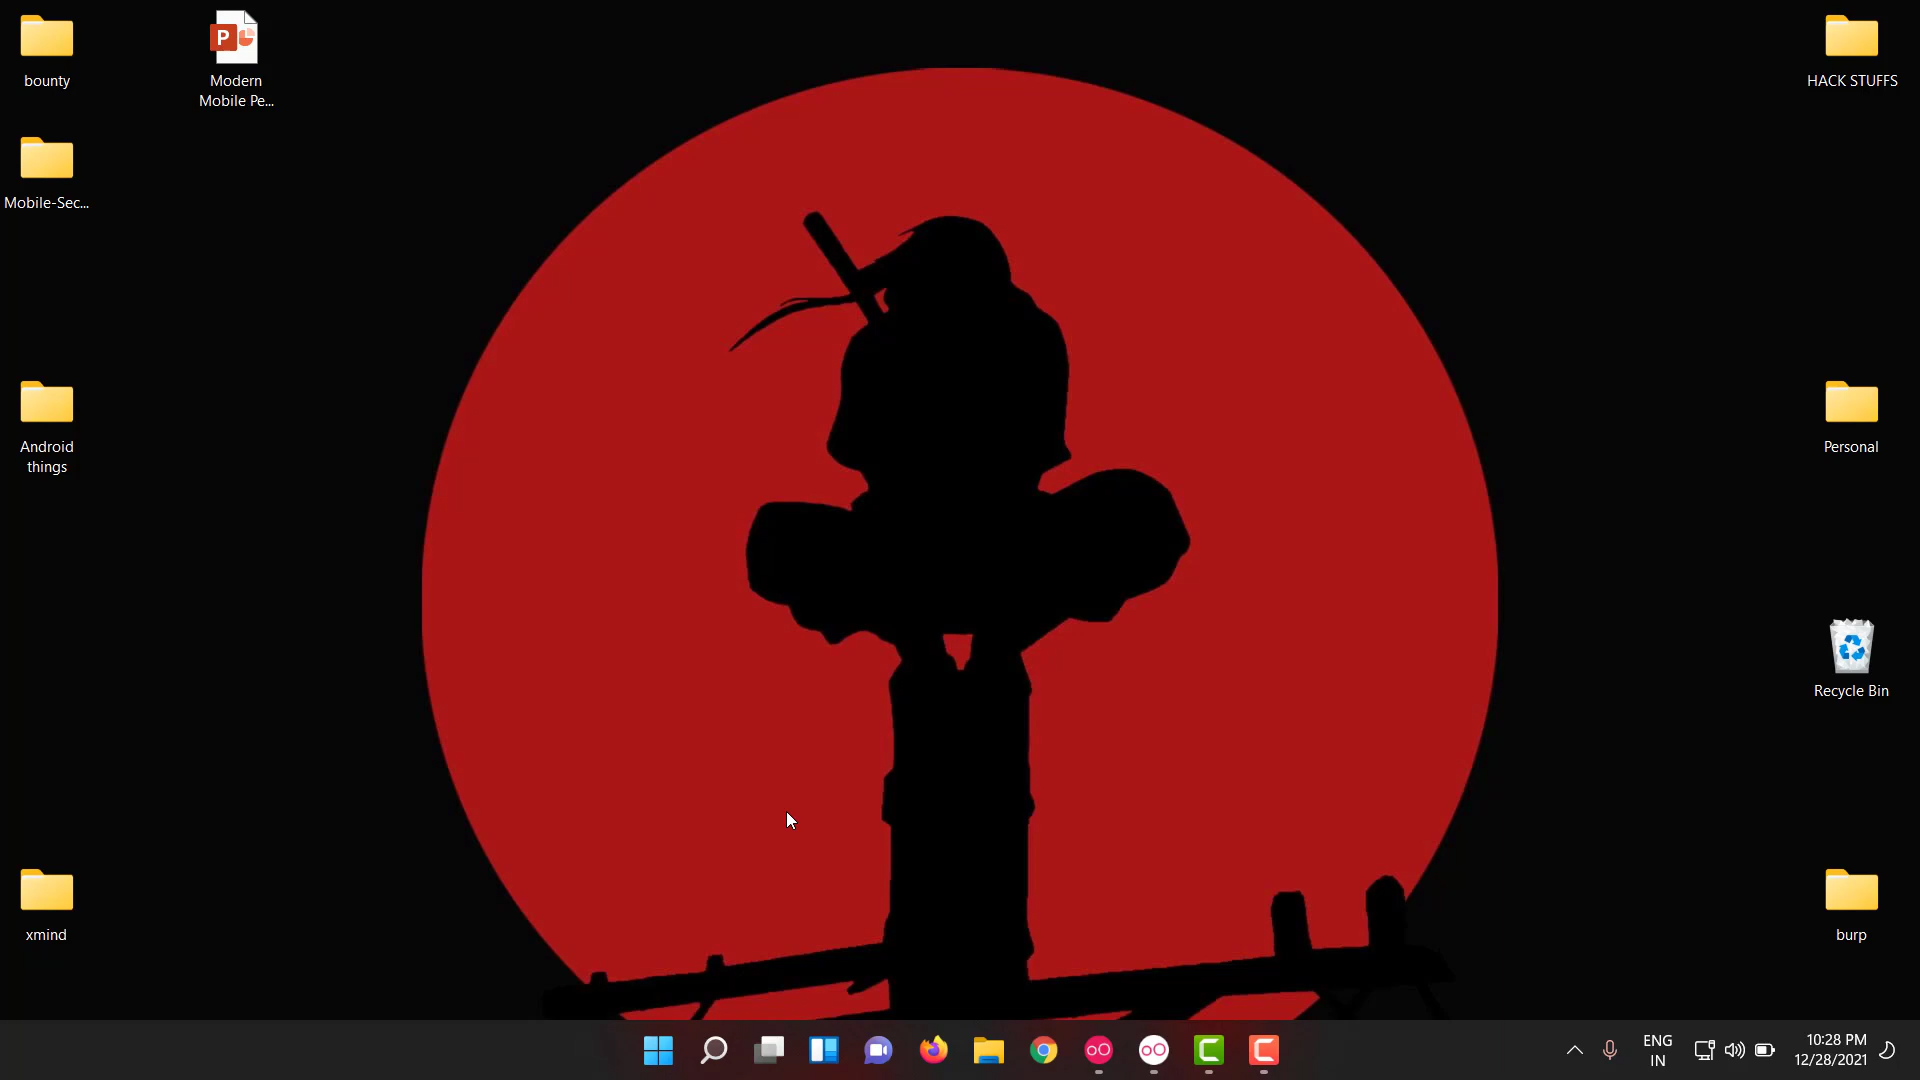 bounty
Modern
Mobile Pe...
HACK STUFFS
Mobile-Sec...
Android
things
Personal
Recycle Bin
xmind
burp
ENG
IN
10:28 PM
12/28/2021